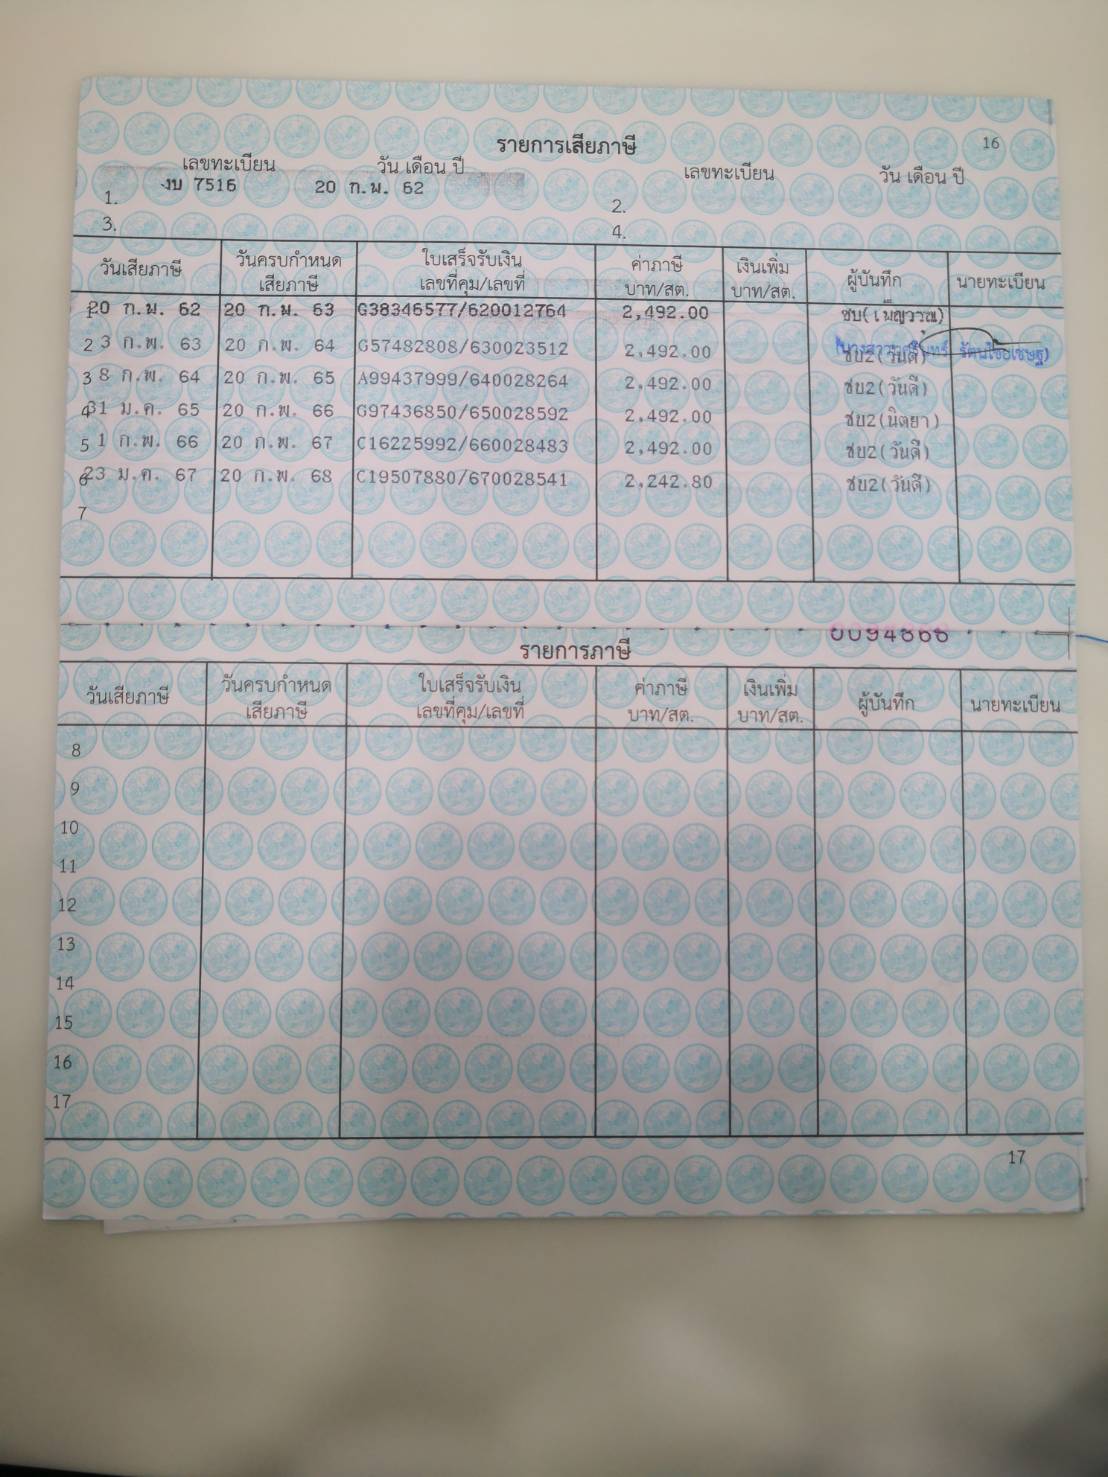 รายการเสียภาษี 16
เลขทะเบียน วัน เดือน ปี เลขทะเบียน วัน เดือน ปี
1. งบ 7516 20 ก.พ. 62 2.
3. 4.
วันเสียภาษี วันครบกำหนด เสียภาษี ใบเสร็จรับเงิน เลขที่คุม/เลขที่ ค่าภาษี บาท/สต. เงินเพิ่ม บาท/สต. ผู้บันทึก นายทะเบียน
1 20 ก.พ. 62 20 ก.พ. 63 G38346577/620012764 2,492.00 ชบ(เพ็ญวรรณ)
2 3 ก.พ. 63 20 ก.พ. 64 G57482808/630023512 2,492.00 ชบ2(วันดี)
3 8 ก.พ. 64 20 ก.พ. 65 A99437999/640028264 2,492.00 ชบ2(วันดี)
4 31 ม.ค. 65 20 ก.พ. 66 G97436850/650028592 2,492.00 ชบ2(นิตยา)
5 1 ก.พ. 66 20 ก.พ. 67 C16225992/660028483 2,492.00 ชบ2(วันดี)
6 23 ม.ค. 67 20 ก.พ. 68 C19507880/670028541 2,242.80 ชบ2(วันดี)
7
รายการภาษี
วันเสียภาษี วันครบกำหนด เสียภาษี ใบเสร็จรับเงิน เลขที่คุม/เลขที่ ค่าภาษี บาท/สต. เงินเพิ่ม บาท/สต. ผู้บันทึก นายทะเบียน
8
9
10
11
12
13
14
15
16
17
17